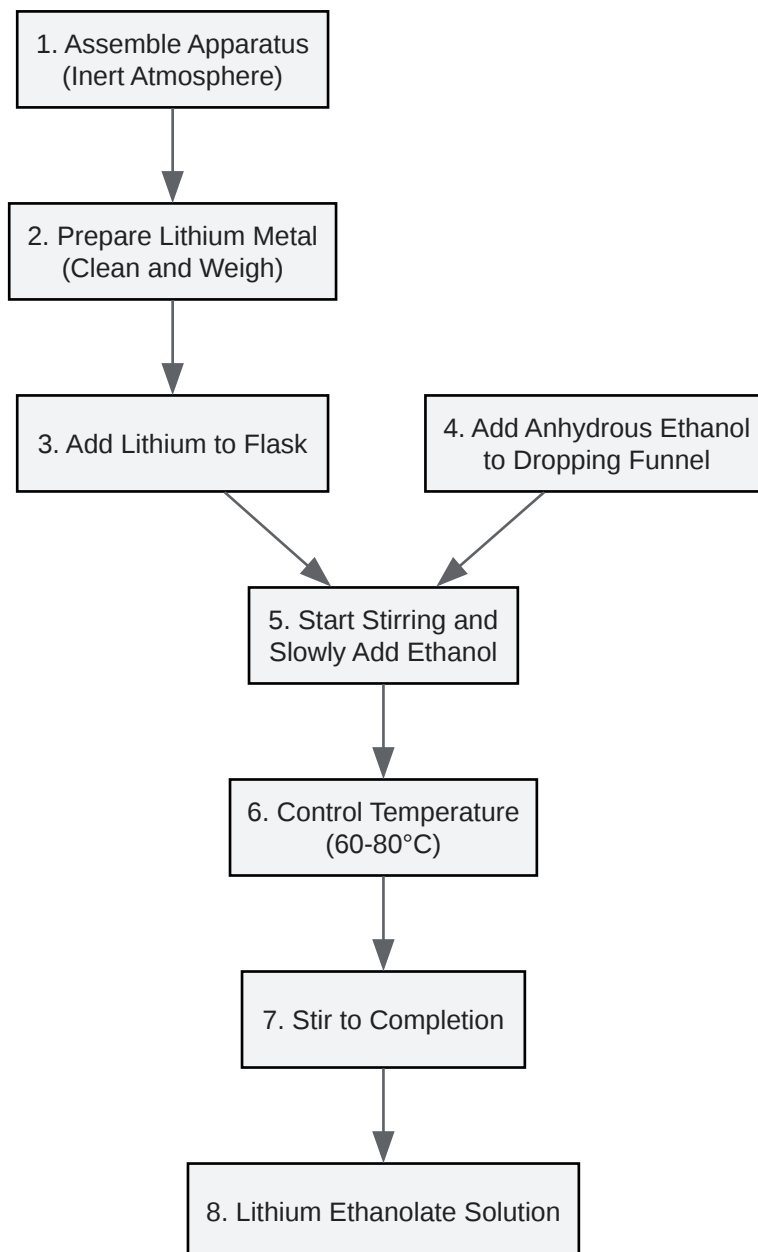 1. Assemble Apparatus
(Inert Atmosphere)
2. Prepare Lithium Metal
(Clean and Weigh)
3. Add Lithium to Flask
4. Add Anhydrous Ethanol
to Dropping Funnel
5. Start Stirring and
Slowly Add Ethanol
6. Control Temperature
(60-80°C)
7. Stir to Completion
8. Lithium Ethanolate Solution